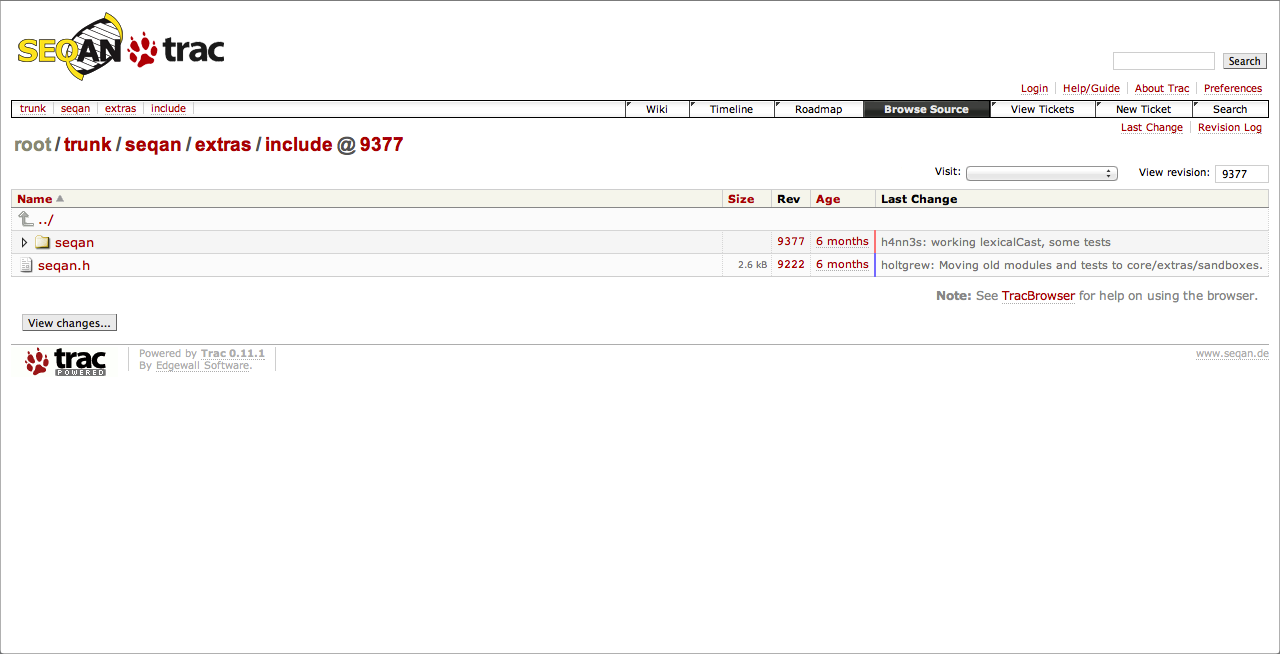 SEQAN trac
Search
Login Help/Guide About Trac Preferences
trunk seqan extras include Wiki Timeline Roadmap Browse Source View Tickets New Ticket Search
Last Change Revision Log
root / trunk / seqan / extras / include @ 9377
Visit: View revision: 9377
Name Size Rev Age Last Change
../
seqan 9377 6 months h4nn3s: working lexicalCast, some tests
seqan.h 2.6 kB 9222 6 months holtgrew: Moving old modules and tests to core/extras/sandboxes.
Note: See TracBrowser for help on using the browser.
View changes...
trac POWERED
Powered by Trac 0.11.1
By Edgewall Software.
www.seqan.de